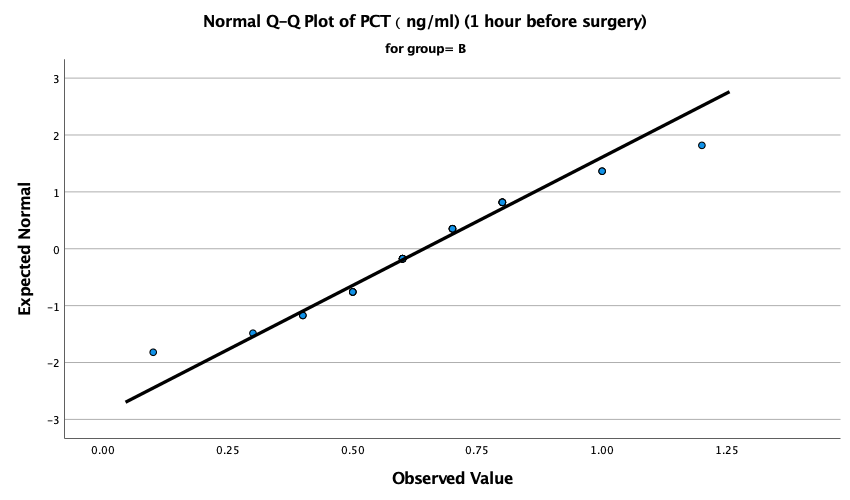 Normal Q-Q Plot of PCT ( ng/ml) (1 hour before surgery)
for group= B
3
2
1
0
-1
-2
-3
Expected Normal
0.00 0.25 0.50 0.75 1.00 1.25
Observed Value